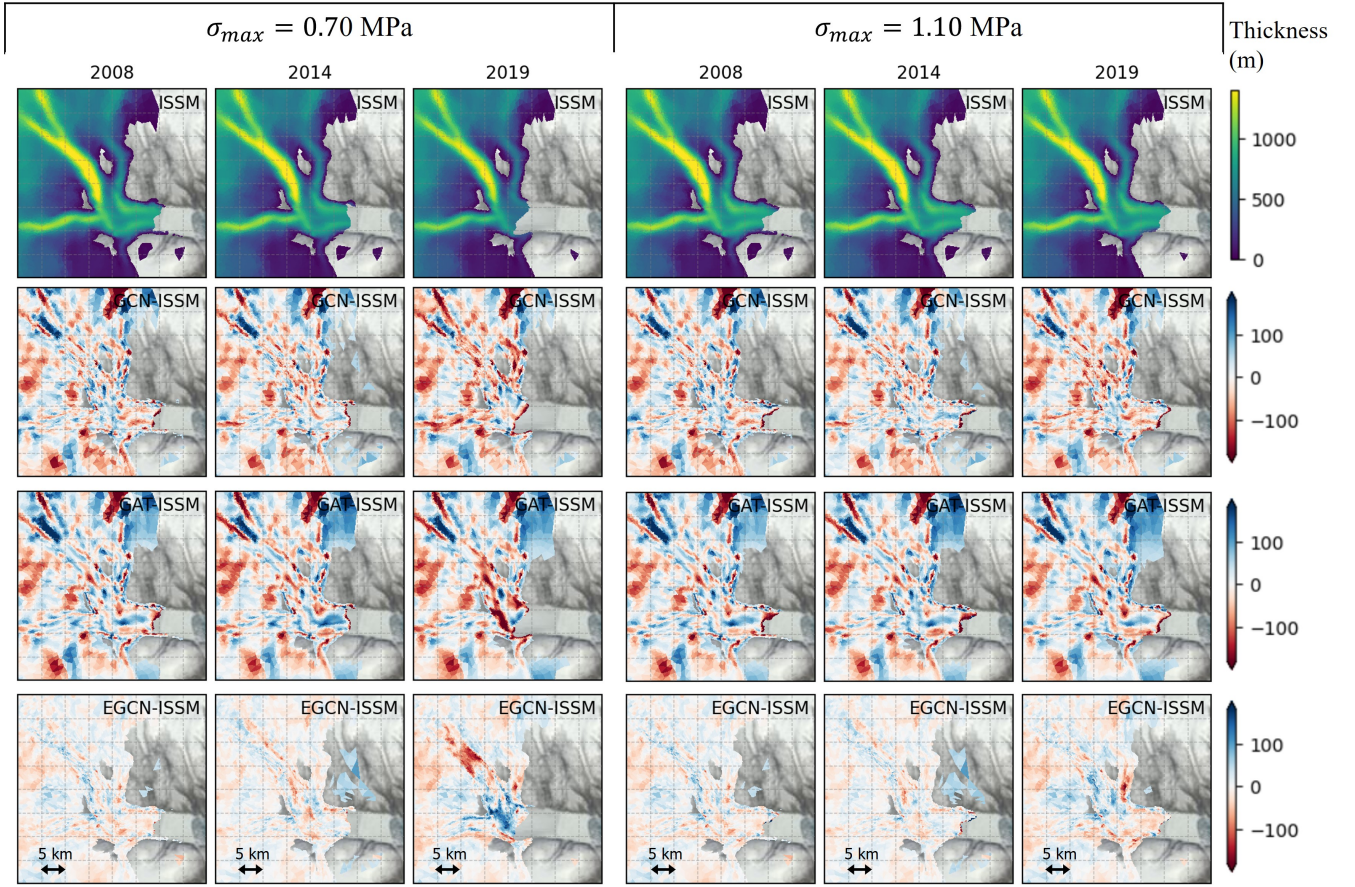 σmax = 0.70 MPa
σmax = 1.10 MPa
Thickness
(m)
2008
2014
2019
2008
2014
2019
ISSM
ISSM
ISSM
ISSM
ISSM
ISSM
1000
500
0
GCN-ISSM
GCN-ISSM
GCN-ISSM
GCN-ISSM
GCN-ISSM
GCN-ISSM
100
0
−100
GAT-ISSM
GAT-ISSM
GAT-ISSM
GAT-ISSM
GAT-ISSM
GAT-ISSM
100
0
−100
EGCN-ISSM
EGCN-ISSM
EGCN-ISSM
EGCN-ISSM
EGCN-ISSM
EGCN-ISSM
100
0
−100
5 km
5 km
5 km
5 km
5 km
5 km